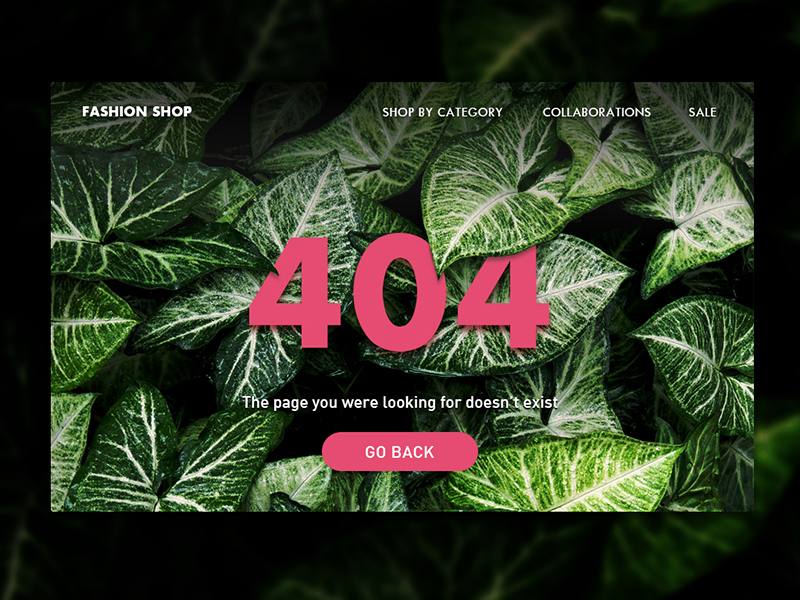 FASHION SHOP SHOP BY CATEGORY COLLABORATIONS SALE
404
The page you were looking for doesn't exist
GO BACK